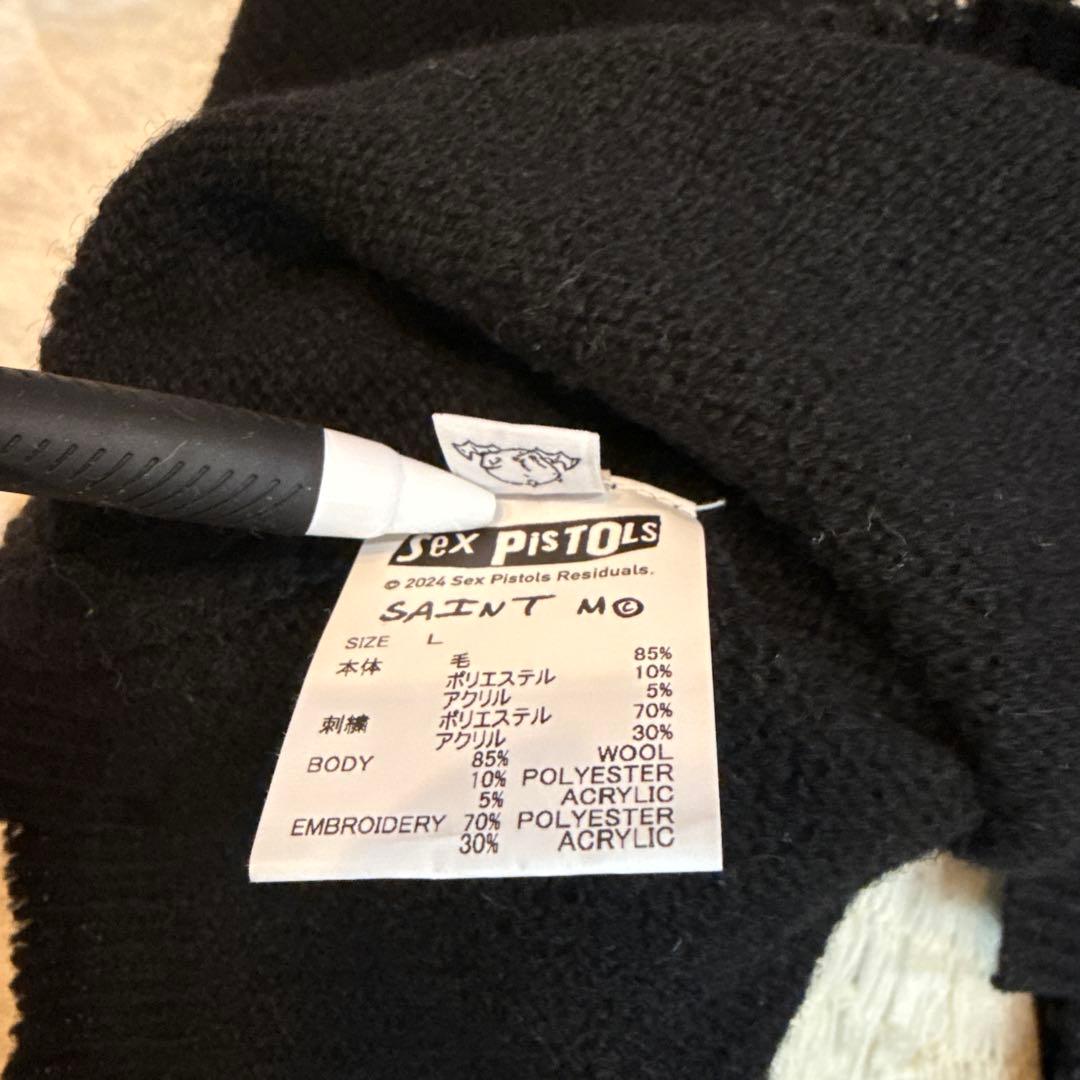 Sex PISTOLS
© 2024 Sex Pistols Residuals.
SAINT M©
SIZE L
本体 毛 85%
ポリエステル 10%
アクリル 5%
刺繍 ポリエステル 70%
アクリル 30%
BODY 85% WOOL
10% POLYESTER
5% ACRYLIC
EMBROIDERY 70% POLYESTER
30% ACRYLIC